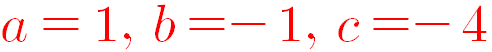 a = 1, b = − 1, c = − 4